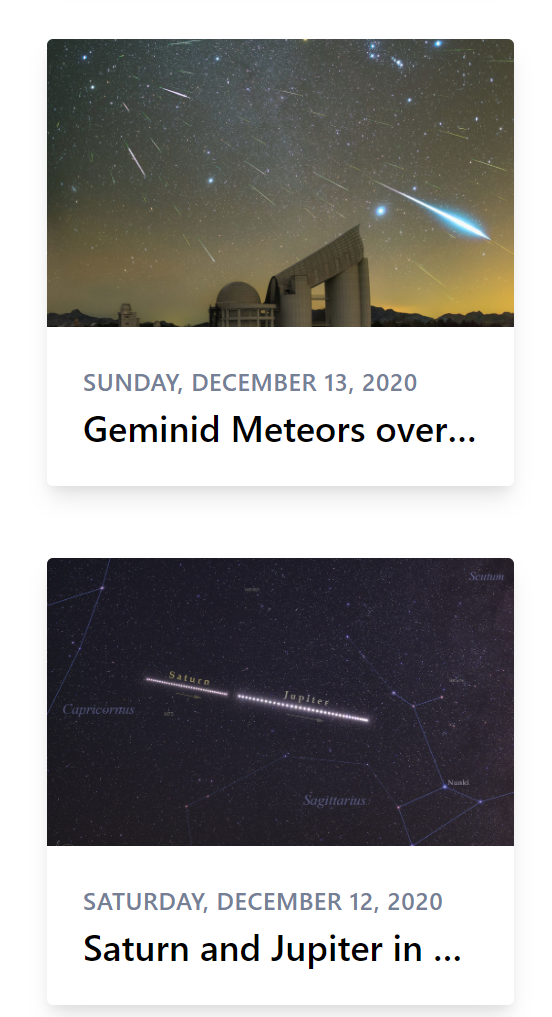 SUNDAY, DECEMBER 13, 2020
Geminid Meteors over...
Scutum
Saturn
Jupiter
Capricornus
Nunki
Sagittarius
SATURDAY, DECEMBER 12, 2020
Saturn and Jupiter in ...